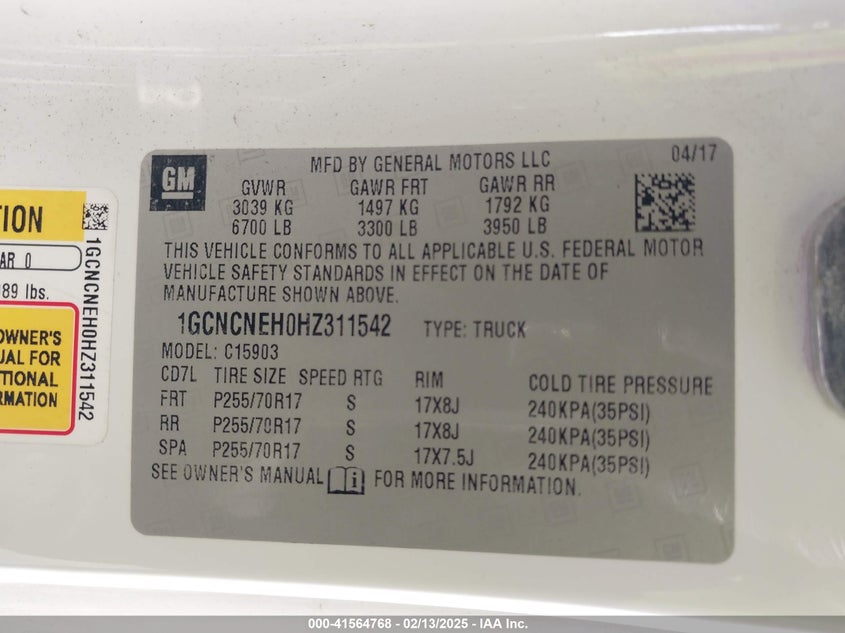 GM
MFD BY GENERAL MOTORS LLC 04/17
GVWR GAWR FRT GAWR RR
3039 KG 1497 KG 1792 KG
6700 LB 3300 LB 3950 LB
THIS VEHICLE CONFORMS TO ALL APPLICABLE U.S. FEDERAL MOTOR
VEHICLE SAFETY STANDARDS IN EFFECT ON THE DATE OF
MANUFACTURE SHOWN ABOVE.
1GCNCNEH0HZ311542 TYPE: TRUCK
MODEL: C15903
CD7L TIRE SIZE SPEED RTG RIM COLD TIRE PRESSURE
FRT P255/70R17 S 17X8J 240KPA(35PSI)
RR P255/70R17 S 17X8J 240KPA(35PSI)
SPA P255/70R17 S 17X7.5J 240KPA(35PSI)
SEE OWNER'S MANUAL FOR MORE INFORMATION.
TION
AR 0
89 lbs.
OWNER'S
UAL FOR
TIONAL
RMATION
1GCNCNEH0HZ311542
000-41564768 - 02/13/2025 - IAA Inc.